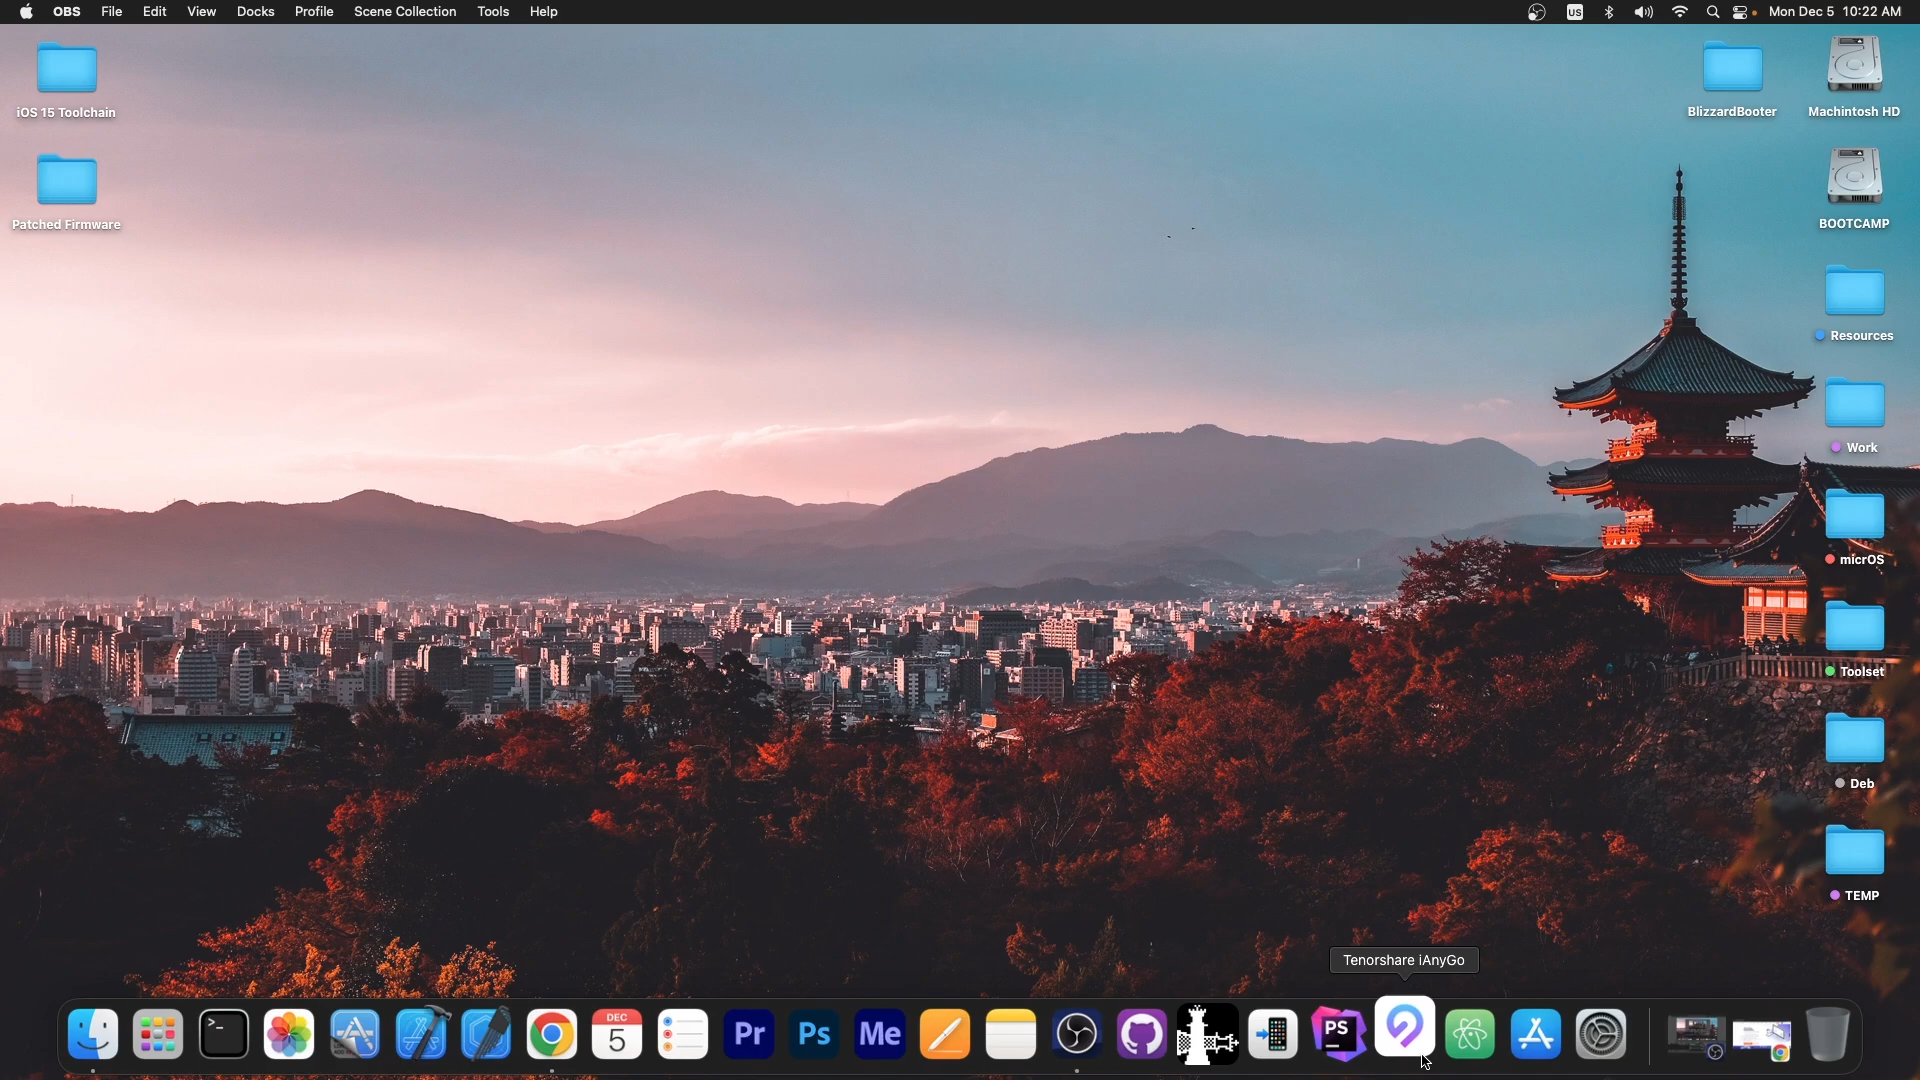 OBS File Edit View Docks Profile Scene Collection Tools Help US Mon Dec 5 10:22 AM
iOS 15 Toolchain
BlizzardBooter
Machintosh HD
Patched Firmware
BOOTCAMP
Resources
Work
micrOS
Toolset
Deb
TEMP
Tenorshare iAnyGo
>_
DEC
5
Pr
Ps
Me
PS